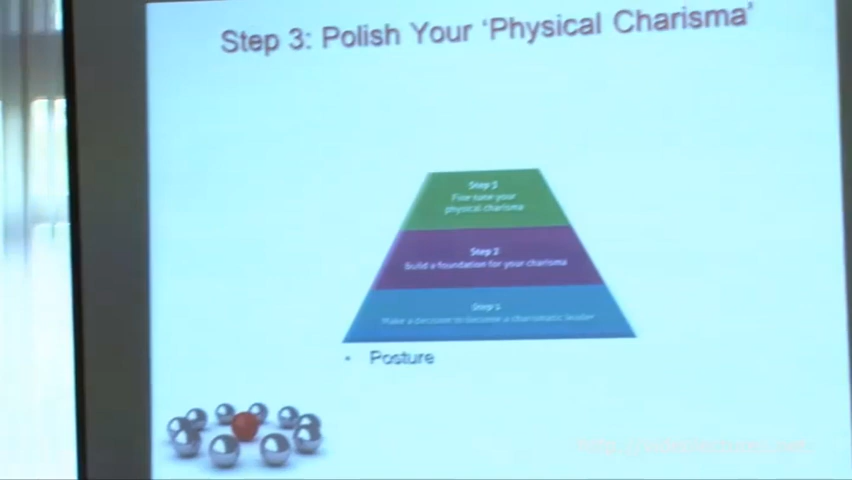 Step 3: Polish Your ‘Physical Charisma’
Step 3
Fine tune your
physical charisma
Step 2
Build a foundation for your charisma
Step 1
Make a decision to become a charismatic leader
• Posture